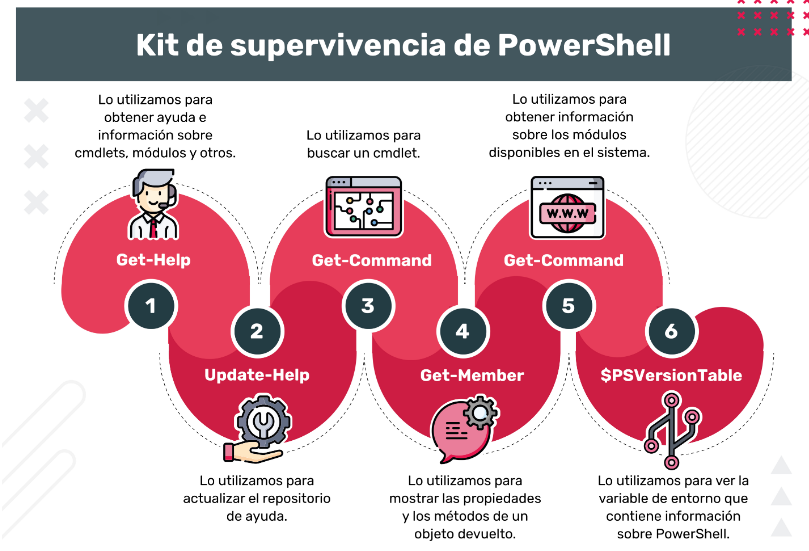 Kit de supervivencia de PowerShell
Lo utilizamos para
obtener ayuda e
información sobre
cmdlets, módulos y otros.
Get-Help
1
2
Update-Help
Lo utilizamos para
actualizar el repositorio
de ayuda.
Lo utilizamos para
buscar un cmdlet.
Get-Command
3
4
Get-Member
Lo utilizamos para
mostrar las propiedades
y los métodos de un
objeto devuelto.
Lo utilizamos para
obtener información
sobre los módulos
disponibles en el sistema.
W.W.W
Get-Command
5
6
$PSVersionTable
Lo utilizamos para ver la
variable de entorno que
contiene información
sobre PowerShell.